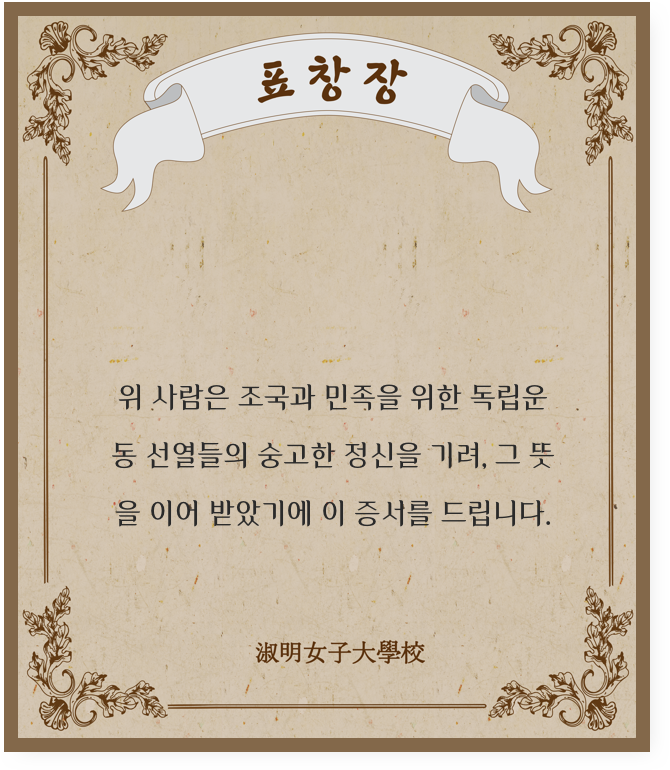 표창장
위 사람은 조국과 민족을 위한 독립운
동 선열들의 숭고한 정신을 기려, 그 뜻
을 이어 받았기에 이 증서를 드립니다.
淑明女子大學校